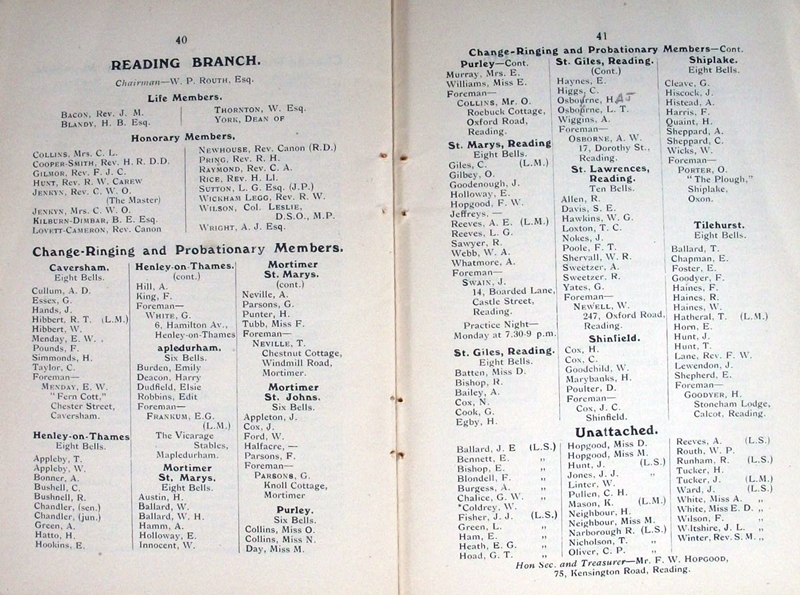 40
READING BRANCH.
Chairman—W. P. ROUTH, Esq.
Life Members.
BACON, Rev. J. M.
BLANDY, H. B. Esq.
THORNTON, W. Esq.
YORK, DEAN OF
Honorary Members.
COLLINS, Mrs. C. L.
COOPER-SMITH, Rev. H. R. D.D.
GILMOR, Rev. F. J. C.
HUNT, Rev. R. W. CAREW
JENKYN, Rev. C. W. O.
(The Master)
JENKYN, Mrs. C. W. O.
KILBURN-DIMBAR, B. E. Esq.
LOVETT-CAMERON, Rev. Canon
NEWHOUSE, Rev. Canon (R.D.)
PRING, Rev. R. H.
RAYMOND, Rev. C. A.
RICE, Rev. H. Ll.
SUTTON, L. G. Esq. (J.P.)
WICKHAM LEGG, Rev. R. W.
WILSON, Col. LESLIE,
D.S.O., M.P.
WRIGHT, A. J. Esq.
Change-Ringing and Probationary Members.
Caversham.
Eight Bells.
Cullum, A. D.
Essex, G.
Hands, J.
Hibbert, R. T. (L.M.)
Hibbert, W.
Menday, E. W.
Pounds, F.
Simmonds, H.
Taylor, C.
Foreman—
MENDAY, E. W.
"Fern Cott,"
Chester Street,
Caversham.
Henley-on-Thames
Eight Bells.
Appleby, T.
Appleby, W.
Bonner, A.
Bushell, C.
Bushnell, R.
Chandler, (sen.)
Chandler, (jun.)
Green, A.
Hatto, H.
Hookins, E.
Henley-on-Thames.
(cont.)
Hill, A.
King, F.
Foreman—
WHITE, G.
6, Hamilton Av.,
Henley-on-Thames
apledurham.
Six Bells.
Burden, Emily
Deacon, Harry
Dudfield, Elsie
Robbins, Edit
Foreman—
FRANKUM, E.G.
(L.M.)
The Vicarage
Stables,
Mapledurham.
Mortimer
St. Marys.
Eight Bells.
Austin, H.
Ballard, W.
Ballard, W. H.
Hamm, A.
Holloway, E.
Innocent, W.
Mortimer
St. Marys.
(cont.)
Neville, A.
Parsons, G.
Punter, H.
Tubb, Miss F.
Foreman—
NEVILLE, T.
Chestnut Cottage,
Windmill Road,
Mortimer.
Mortimer
St. Johns.
Six Bells.
Appleton, J.
Cox, J.
Ford, W.
Halfacre, —
Parsons, F.
Foreman—
PARSONS, G.
Knoll Cottage,
Mortimer
Purley.
Six Bells.
Collins, Miss O.
Collins, Miss N.
Day, Miss M.
41
Change-Ringing and Probationary Members—Cont.
Purley—Cont.
Murray, Mrs. E.
Williams, Miss E.
Foreman—
COLLINS, Mr. O.
Roebuck Cottage,
Oxford Road,
Reading.
St. Marys, Reading
Eight Bells.
Giles, C. (L.M.)
Gilbey, O.
Goodenough, J.
Holloway, E.
Hopgood, F. W.
Jeffreys. —
Reeves, A. E. (L.M.)
Reeves, L. G.
Sawyer, R.
Webb, W. A.
Whatmore, A.
Foreman—
SWAIN, J.
14, Boarded Lane,
Castle Street,
Reading.
Practice Night—
Monday at 7.30-9 p.m.
St. Giles, Reading.
Eight Bells.
Batten, Miss D.
Bishop, R.
Bailey, A.
Cox, N.
Cook, G.
Egby, H.
St. Giles, Reading.
(Cont.)
Haynes, E.
Higgs, C.
Osbourne, H.
Osbourne, L. T.
Wiggins, A.
Foreman—
OSBORNE, A. W.
17, Dorothy St.,
Reading.
St. Lawrences,
Reading.
Ten Bells.
Allen, R.
Davis, S. E.
Hawkins, W. G.
Loxton, T. C.
Nokes, J.
Poole, F. T.
Shervall, W. R.
Sweetzer, A.
Sweetzer, R.
Yates, G.
Foreman—
NEWELL, W.
247, Oxford Road,
Reading.
Shinfield.
Cox, H.
Cox, C.
Goodchild, W.
Marybanks, H.
Poulter, D.
Foreman—
COX, J. C.
Shinfield.
Shiplake.
Eight Bells.
Cleave, G.
Hiscock, J.
Histead, A.
Harris, F.
Quaint, H.
Sheppard, A.
Sheppard, C.
Wicks, W.
Foreman—
PORTER, O.
"The Plough,"
Shiplake,
Oxon.
Tilehurst.
Eight Bells.
Ballard, T.
Chapman, E.
Foster, E.
Goodyer, F.
Haines, F.
Haines, R.
Haines, W.
Hatheral, T. (L.M.)
Horn, E.
Hunt, J.
Hunt, T.
Lane, Rev. F. W.
Lewendon, J.
Shepherd, E.
Foreman—
GOODYER, H.
Stoneham Lodge,
Calcot, Reading.
Unattached.
Ballard, J. E (L.S.)
Bennett, E. "
Bishop, E. "
Blondell, F. "
Burgess, A. "
Chalice, G. W. "
*Coldrey, W.
Fisher, J. J. (L.S.)
Green, L. "
Ham, E. "
Heath, E. G. "
Hoad, G. T. "
Hopgood, Miss D.
Hopgood, Miss M.
Hunt, J. (L.S.)
Jones, J. J. "
Linter, W.
Pullen, C. H.
Mason, K. (L.M.)
Neighbour, H.
Neighbour, Miss M.
Narborough R. (L.S.)
Nicholson, T. "
Oliver, C. P. "
Reeves, A. (L.S.)
Routh, W. P.
Runham, R. (L.S.)
Tucker, H.
Tucker, J. (L.M.)
Ward, J. (L.S.)
White, Miss A. "
White, Miss E. D. "
Wilson, F. "
Wiltshire, J. L. "
Winter, Rev. S. M. "
Hon Sec. and Treasurer—Mr. F. W. HOPGOOD,
75, Kensington Road, Reading.